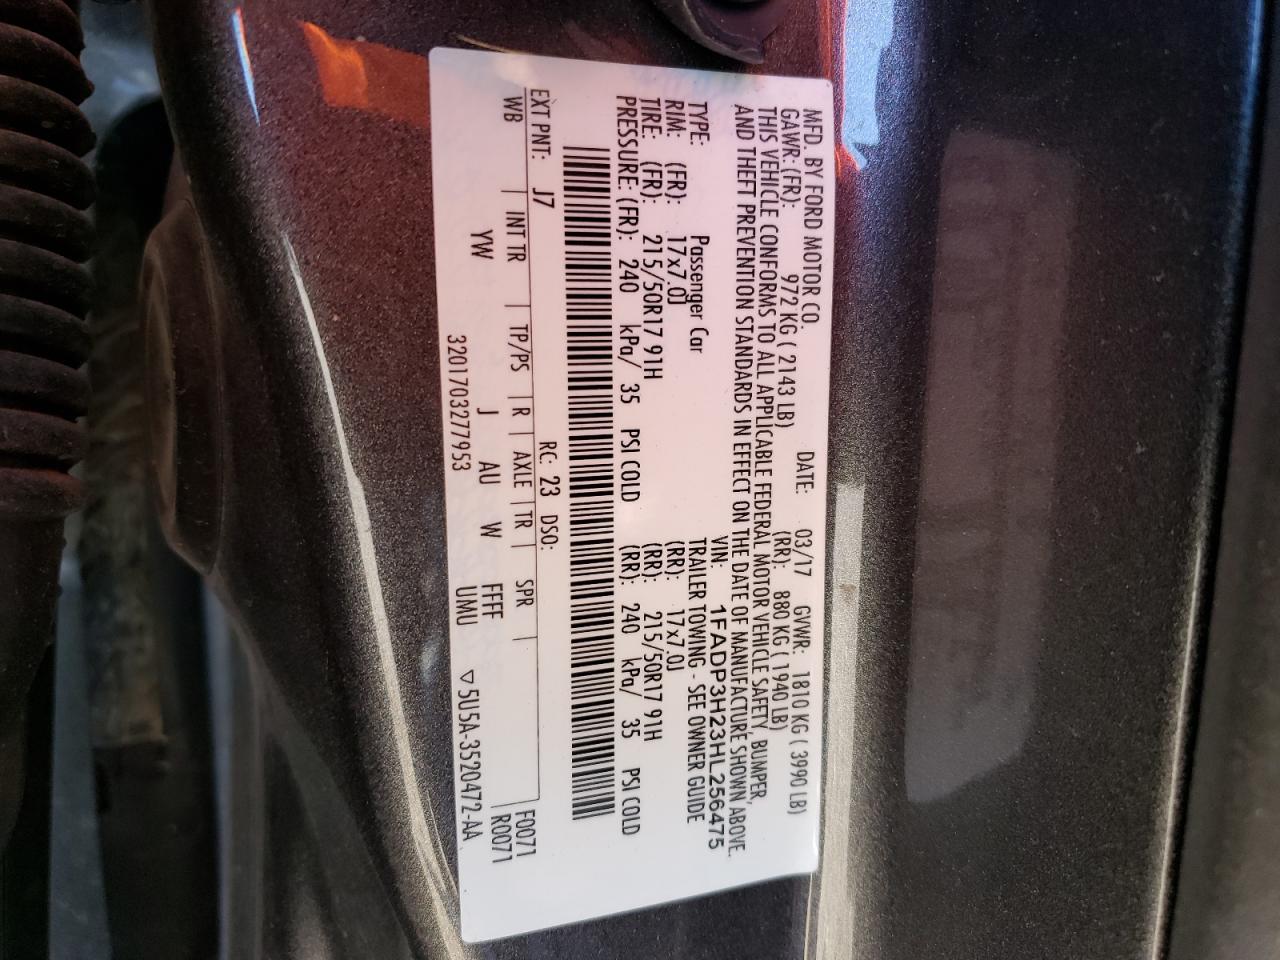 MFD. BY FORD MOTOR CO.
DATE: 03/17 GVWR: 1810 KG ( 3990 LB)
GAWR: (FR): 972 KG ( 2143 LB) (RR): 880 KG ( 1940 LB)
THIS VEHICLE CONFORMS TO ALL APPLICABLE FEDERAL MOTOR VEHICLE SAFETY, BUMPER,
AND THEFT PREVENTION STANDARDS IN EFFECT ON THE DATE OF MANUFACTURE SHOWN ABOVE.
VIN: 1FADP3H23HL256475
TYPE: Passenger Car TRAILER TOWING - SEE OWNER GUIDE
RIM: (FR): 17x7.0J (RR): 17x7.0J
TIRE: (FR): 215/50R17 91H (RR): 215/50R17 91H
PRESSURE: (FR): 240 kPa/ 35 PSI COLD (RR): 240 kPa/ 35 PSI COLD
EXT PNT: J7 RC: 23 DSO: F0071
WB INT TR TP/PS R AXLE TR SPR R0071
YW J AU W FFFF
3201703277953 UMU ▽5U5A-3520472-AA